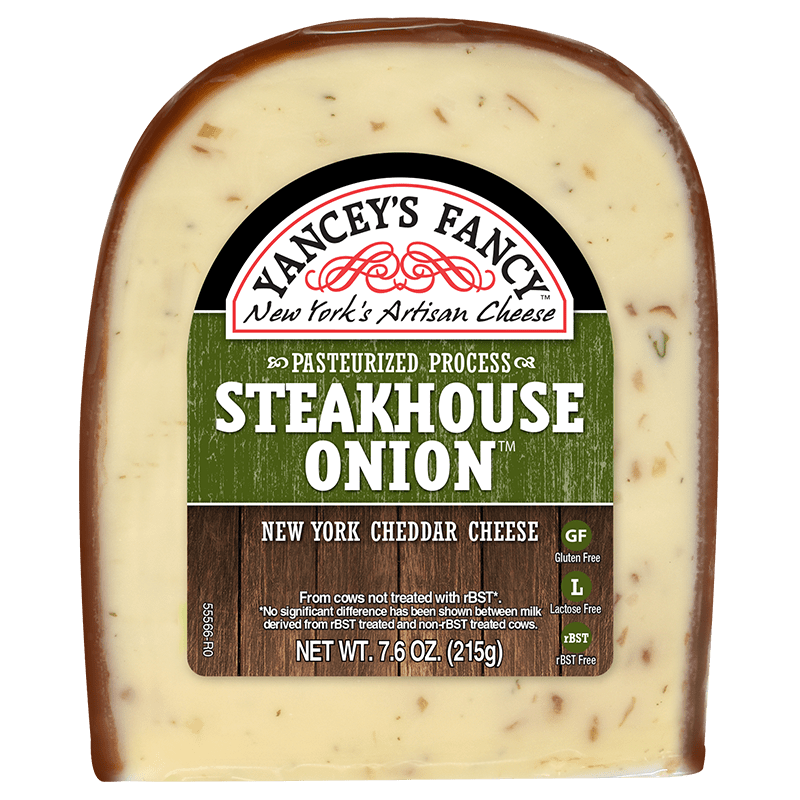 YANCEY'S FANCY™
New York's Artisan Cheese
PASTEURIZED PROCESS
STEAKHOUSE
ONION™
NEW YORK CHEDDAR CHEESE
GF
Gluten Free
L
Lactose Free
rBST
rBST Free
From cows not treated with rBST*.
*No significant difference has been shown between milk
derived from rBST treated and non-rBST treated cows.
NET WT. 7.6 OZ. (215g)
55566-R0